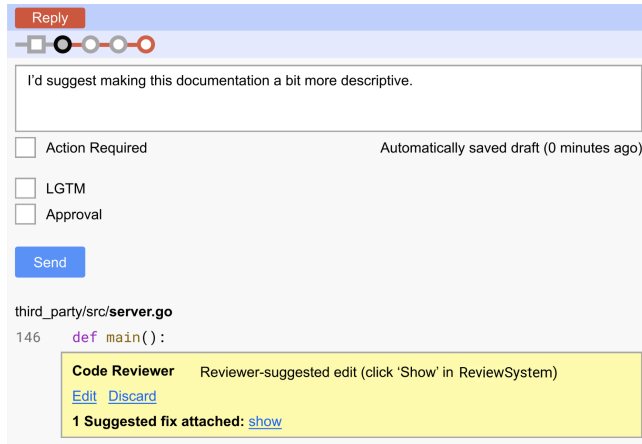 Reply
I'd suggest making this documentation a bit more descriptive.
Action Required Automatically saved draft (0 minutes ago)
LGTM
Approval
Send
third_party/src/server.go
146 def main():
Code Reviewer Reviewer-suggested edit (click ‘Show’ in ReviewSystem)
Edit Discard
1 Suggested fix attached: show